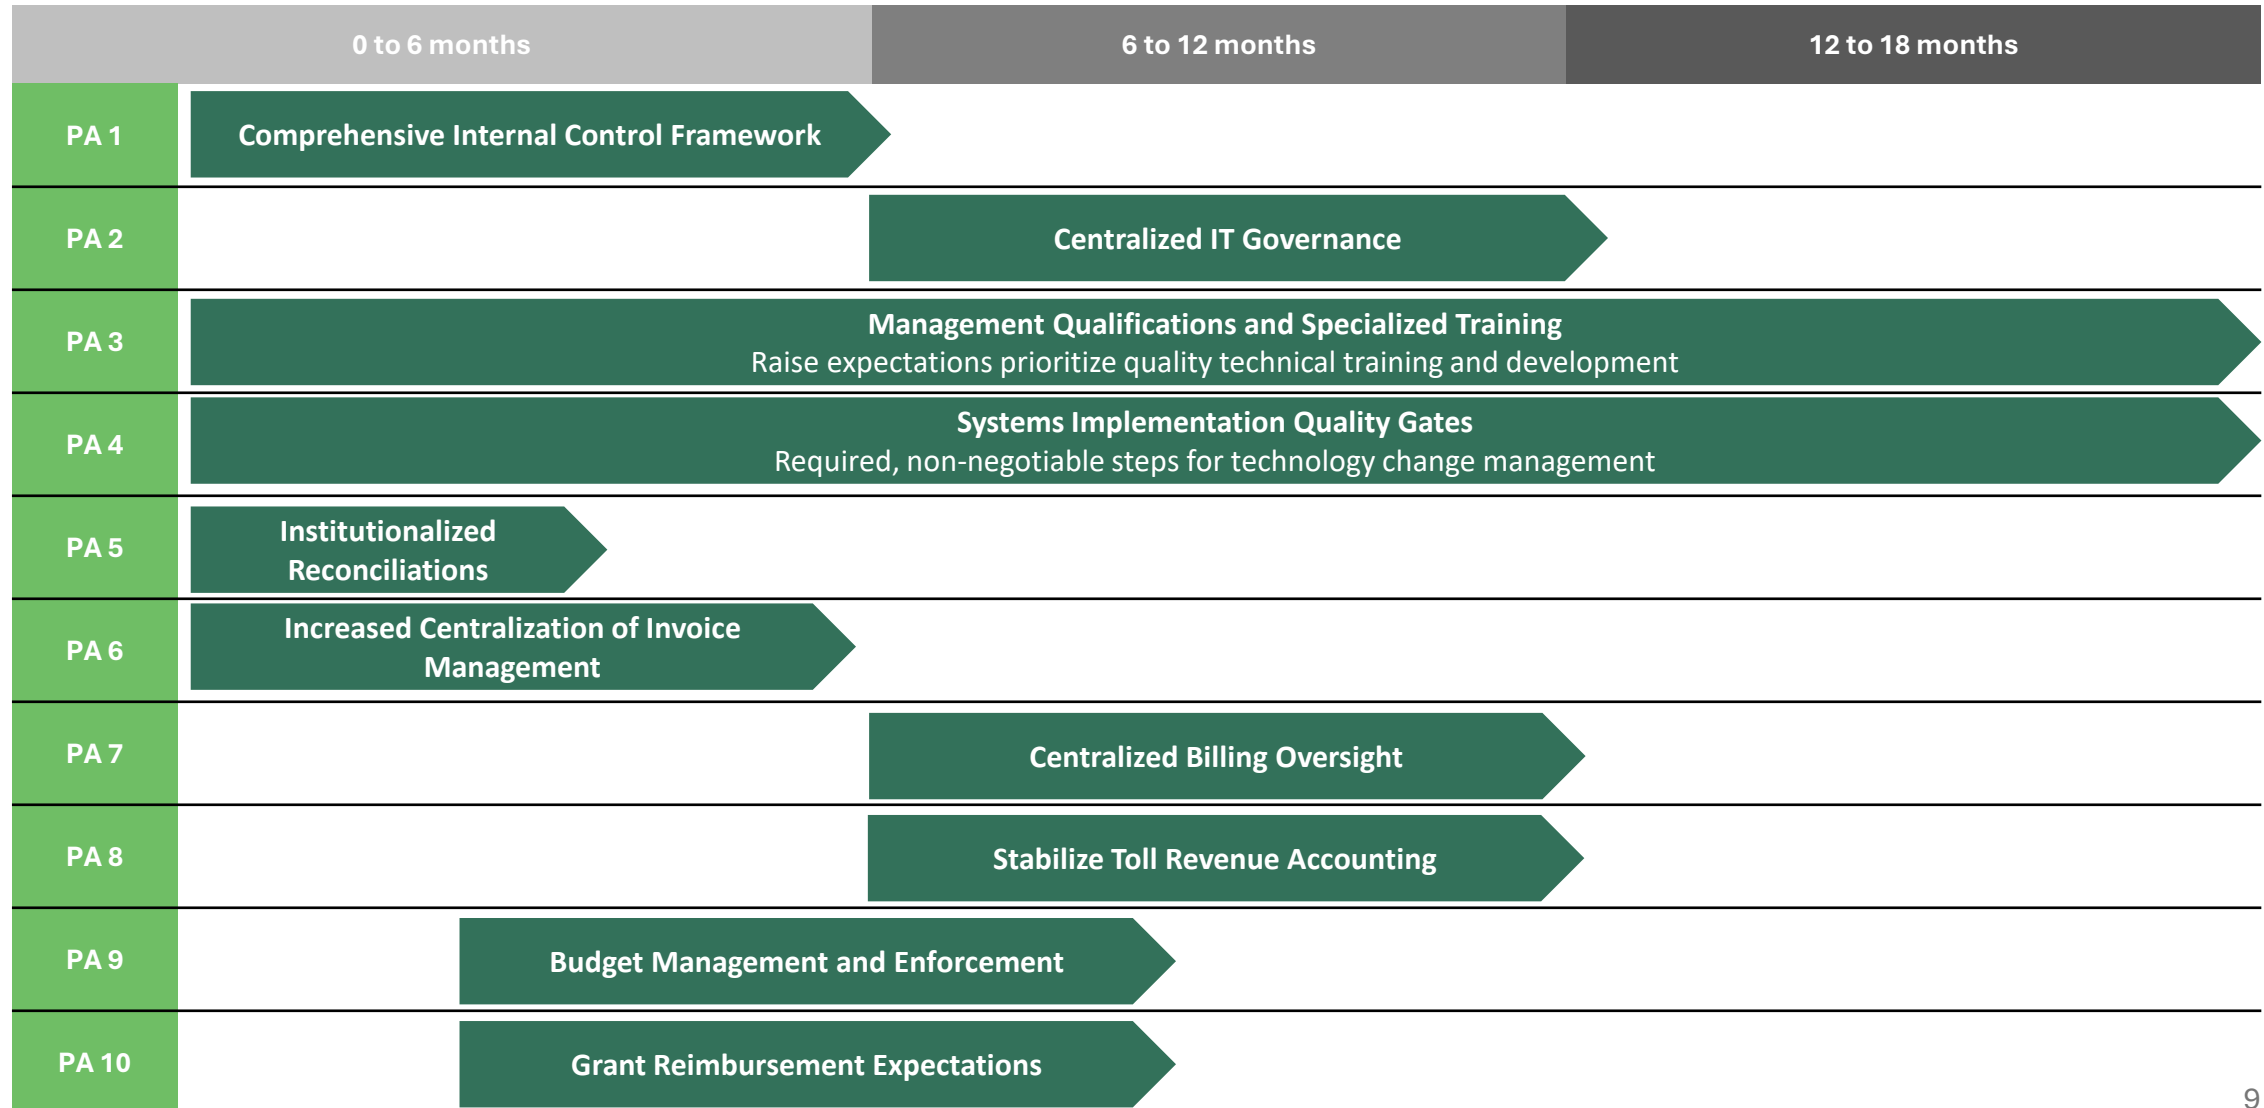 0 to 6 months
6 to 12 months
12 to 18 months
PA 1
Comprehensive Internal Control Framework
PA 2
Centralized IT Governance
PA 3
Management Qualifications and Specialized Training
Raise expectations prioritize quality technical training and development
PA 4
Systems Implementation Quality Gates
Required, non-negotiable steps for technology change management
PA 5
Institutionalized
Reconciliations
PA 6
Increased Centralization of Invoice
Management
PA 7
Centralized Billing Oversight
PA 8
Stabilize Toll Revenue Accounting
PA 9
Budget Management and Enforcement
PA 10
Grant Reimbursement Expectations
9